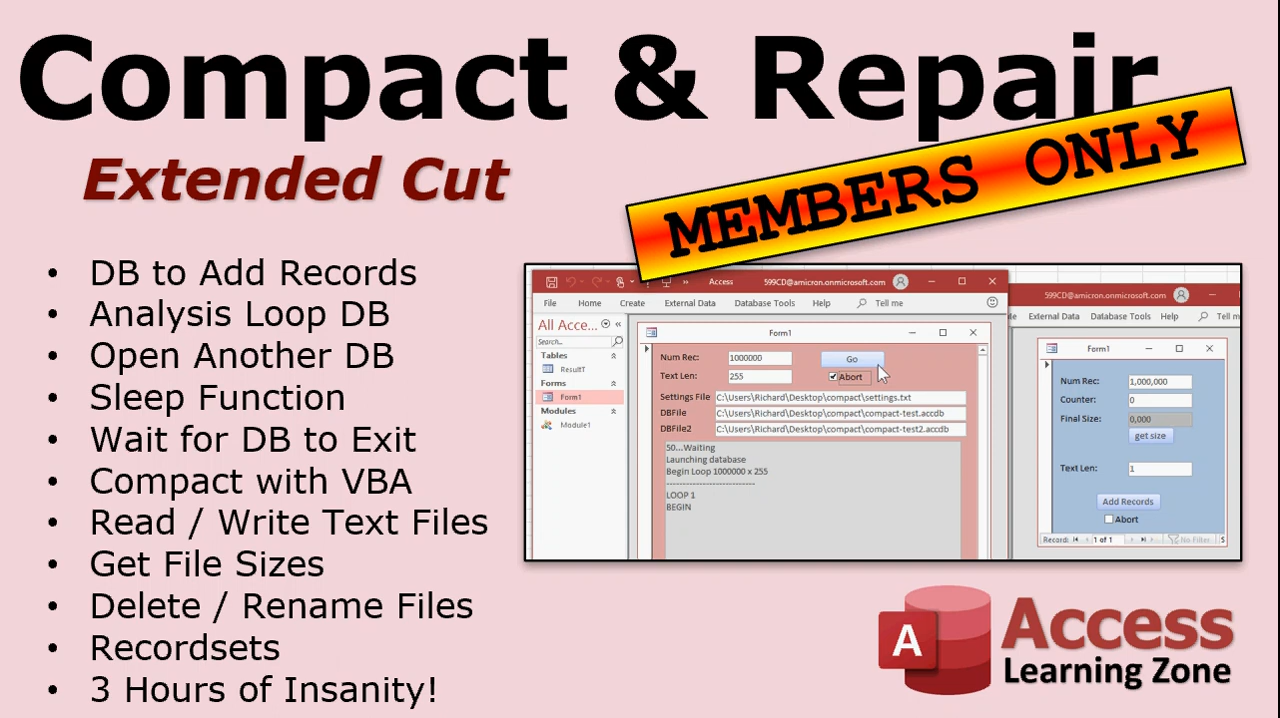 Compact & Repair
Extended Cut
MEMBERS ONLY
• DB to Add Records
• Analysis Loop DB
• Open Another DB
• Sleep Function
• Wait for DB to Exit
• Compact with VBA
• Read / Write Text Files
• Get File Sizes
• Delete / Rename Files
• Recordsets
• 3 Hours of Insanity!
Access 599CD@amicron.onmicrosoft.com
File Home Create External Data Database Tools Help Tell me
All Acce...
Search...
Tables
ResultT
Forms
Form1
Modules
Module1
Form1
Num Rec: 1000000 Go
Text Len: 255 Abort
Settings File C:\Users\Richard\Desktop\compact\settings.txt
DBFile C:\Users\Richard\Desktop\compact\compact-test.accdb
DBFile2 C:\Users\Richard\Desktop\compact\compact-test2.accdb
50...Waiting
Launching database
Begin Loop 1000000 x 255
----------------------------
LOOP 1
BEGIN
599CD@amicron.onmicrosoft.com
External Data Database Tools Help Tell m
Form1
Num Rec: 1,000,000
Counter: 0
Final Size: 0,000
get size
Text Len: 1
Add Records
Abort
Record: 1 of 1 No Filter S
A
Access
Learning Zone